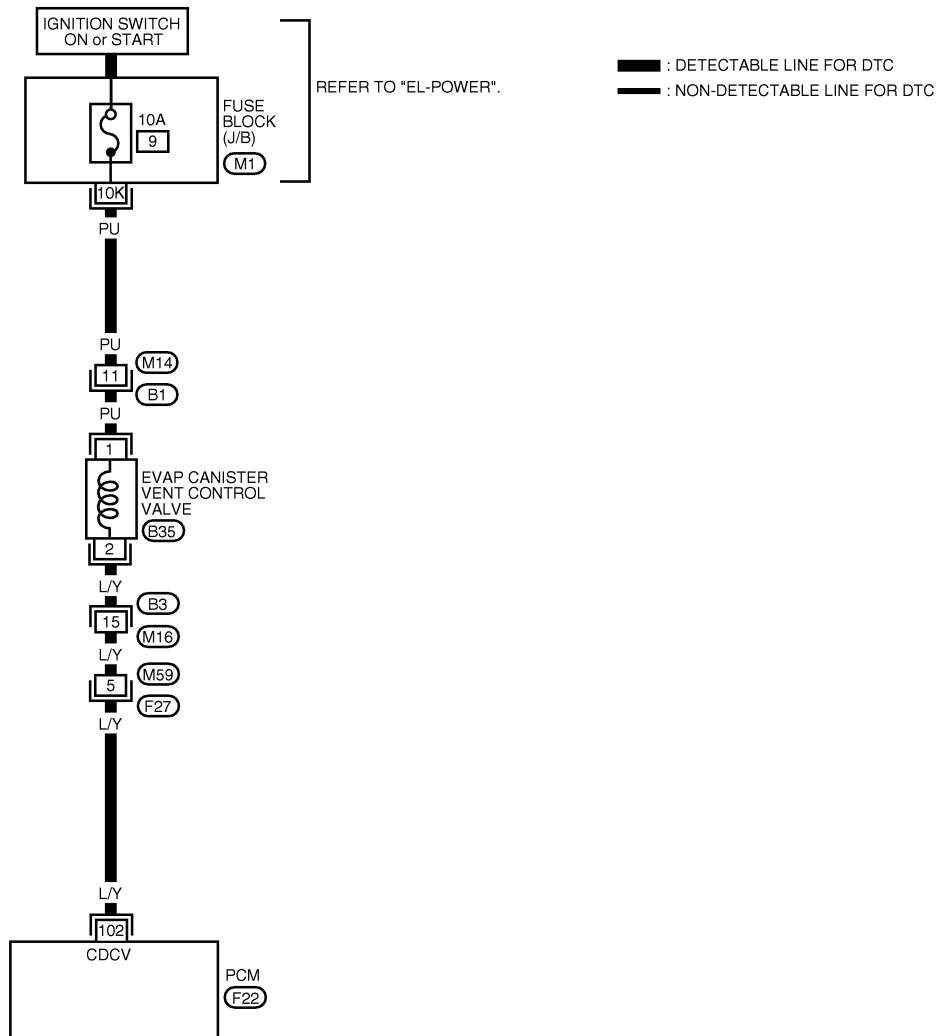 IGNITION SWITCH
ON or START
REFER TO "EL-POWER".
: DETECTABLE LINE FOR DTC
: NON-DETECTABLE LINE FOR DTC
10A
9
FUSE
BLOCK
(J/B)
M1
10K
PU
PU
M14
11
B1
PU
1
EVAP CANISTER
VENT CONTROL
VALVE
B35
2
L/Y
B3
15
M16
L/Y
M59
5
F27
L/Y
L/Y
102
CDCV
PCM
F22